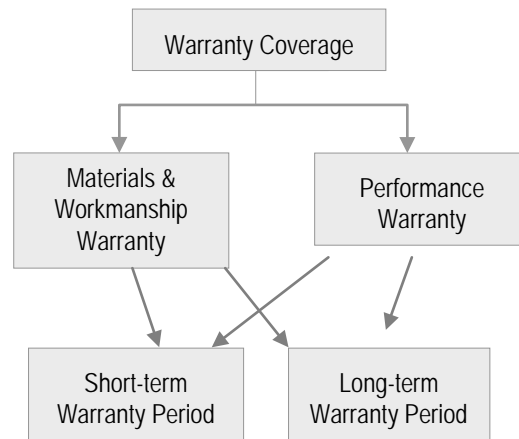 Warranty Coverage
Materials &
Workmanship
Warranty
Performance
Warranty
Short-term
Warranty Period
Long-term
Warranty Period